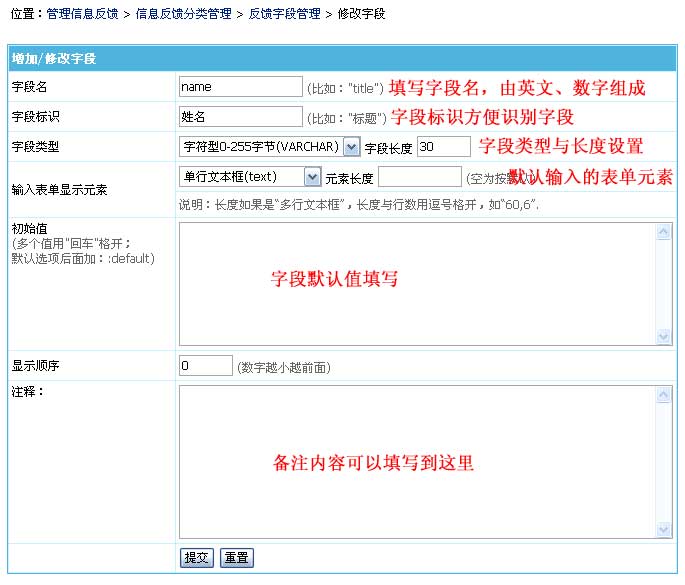 位置：管理信息反馈 > 信息反馈分类管理 > 反馈字段管理 > 修改字段
增加/修改字段
字段名 name (比如："title") 填写字段名，由英文、数字组成
字段标识 姓名 (比如："标题") 字段标识方便识别字段
字段类型 字符型0-255字节(VARCHAR) 字段长度 30 字段类型与长度设置
输入表单显示元素 单行文本框(text) 元素长度 (空为按 默认输入的表单元素
说明：长度如果是"多行文本框"，长度与行数用逗号格开，如"60,6".
初始值
(多个值用"回车"格开；
默认选项后面加：:default)
字段默认值填写
显示顺序 0 (数字越小越前面)
注释：
备注内容可以填写到这里
提交 重置